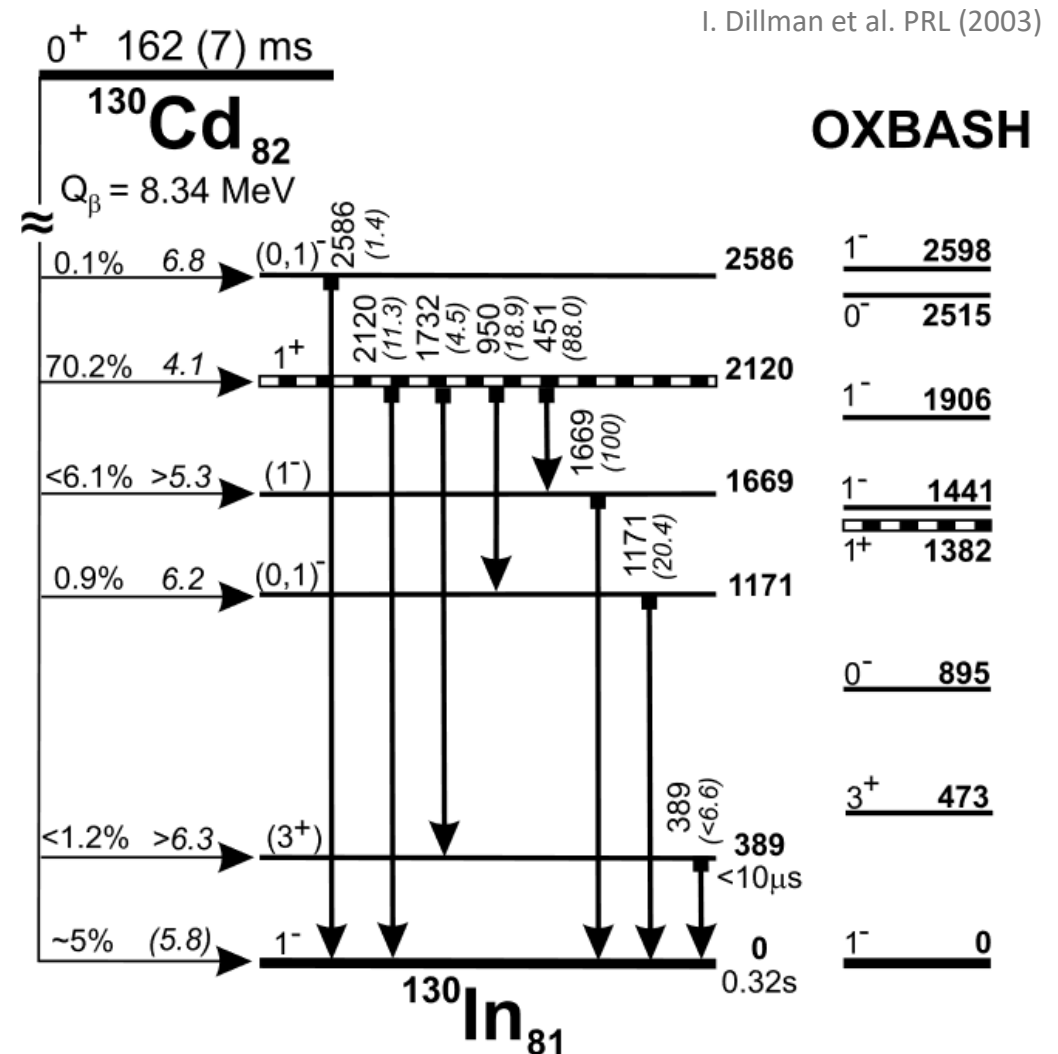 I. Dillman et al. PRL (2003)
0⁺ 162 (7) ms
¹³⁰Cd₈₂
OXBASH
Qᵦ = 8.34 MeV
0.1% 6.8 (0,1)⁻ 2586 (1.4) 2586
70.2% 4.1 1⁺ 2120 (11.3) 1732 (4.5) 950 (18.9) 451 (88.0) 2120
<6.1% >5.3 (1⁻) 1669 (100) 1669
0.9% 6.2 (0,1)⁻ 1171 (20.4) 1171
<1.2% >6.3 (3⁺) 389 (<6.6) 389
<10μs
~5% (5.8) 1⁻ 0
0.32s
¹³⁰In₈₁
1⁻ 2598
0⁻ 2515
1⁻ 1906
1⁻ 1441
1⁺ 1382
0⁻ 895
3⁺ 473
1⁻ 0